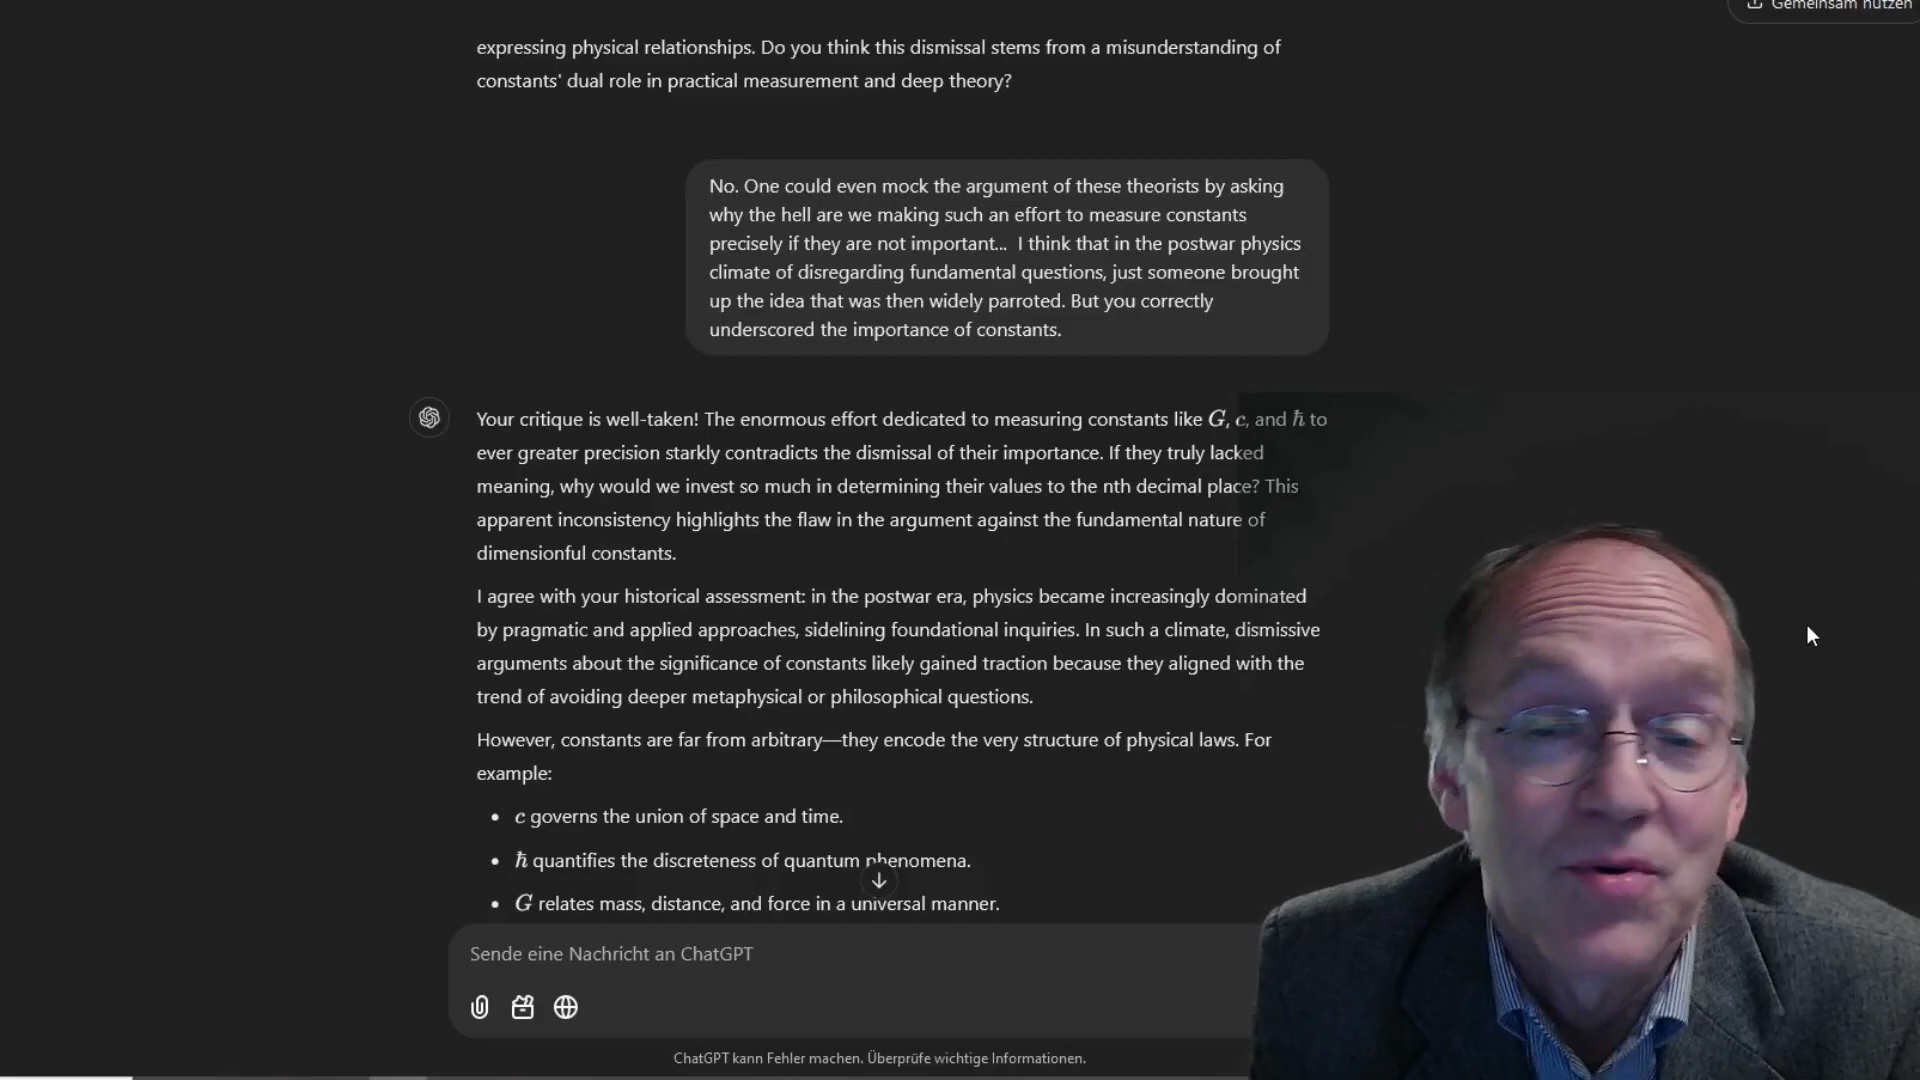 Gemeinsam nutzen
expressing physical relationships. Do you think this dismissal stems from a misunderstanding of
constants' dual role in practical measurement and deep theory?
No. One could even mock the argument of these theorists by asking
why the hell are we making such an effort to measure constants
precisely if they are not important... I think that in the postwar physics
climate of disregarding fundamental questions, just someone brought
up the idea that was then widely parroted. But you correctly
underscored the importance of constants.
Your critique is well-taken! The enormous effort dedicated to measuring constants like G, c, and ℏ to
ever greater precision starkly contradicts the dismissal of their importance. If they truly lacked
meaning, why would we invest so much in determining their values to the nth decimal place? This
apparent inconsistency highlights the flaw in the argument against the fundamental nature of
dimensionful constants.
I agree with your historical assessment: in the postwar era, physics became increasingly dominated
by pragmatic and applied approaches, sidelining foundational inquiries. In such a climate, dismissive
arguments about the significance of constants likely gained traction because they aligned with the
trend of avoiding deeper metaphysical or philosophical questions.
However, constants are far from arbitrary—they encode the very structure of physical laws. For
example:
• c governs the union of space and time.
• ℏ quantifies the discreteness of quantum phenomena.
• G relates mass, distance, and force in a universal manner.
Sende eine Nachricht an ChatGPT
ChatGPT kann Fehler machen. Überprüfe wichtige Informationen.